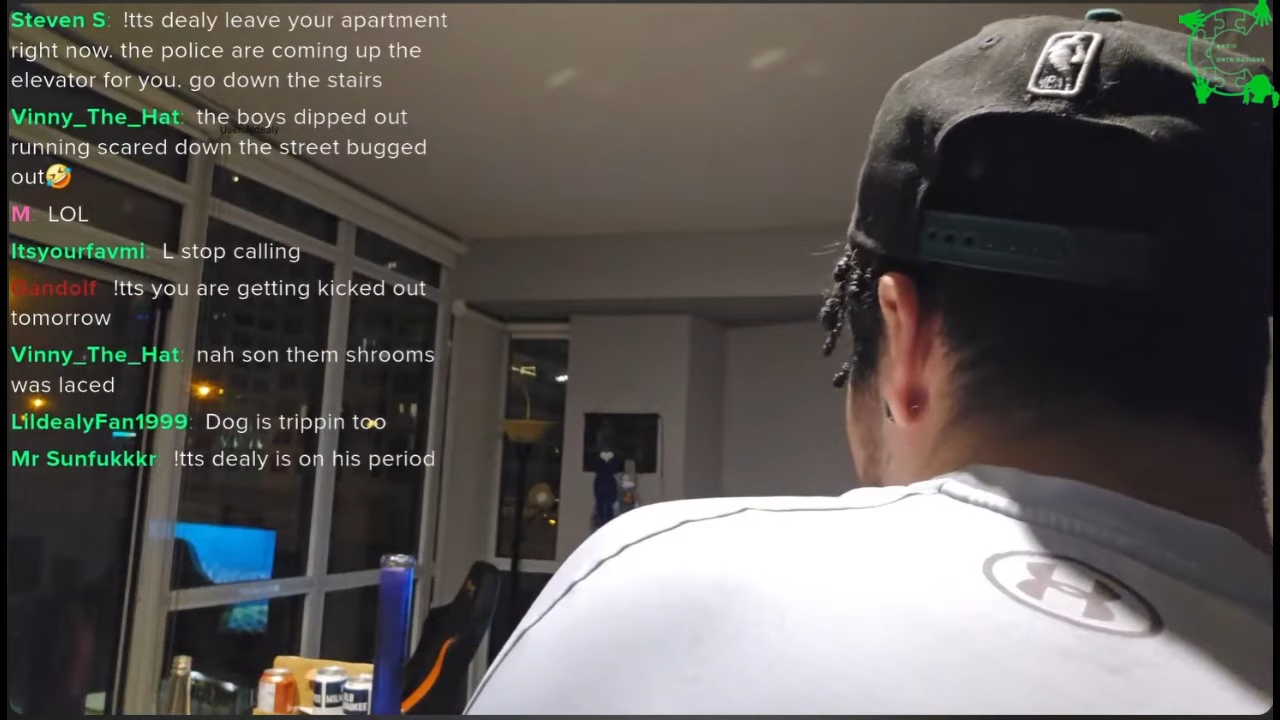 Steven S: !tts dealy leave your apartment
right now. the police are coming up the
elevator for you. go down the stairs
Vinny_The_Hat: the boys dipped out
running scared down the street bugged
out🤣
M: LOL
Itsyourfavmi: L stop calling
Gandolf !tts you are getting kicked out
tomorrow
Vinny_The_Hat: nah son them shrooms
was laced
LildealyFan1999: Dog is trippin too
Mr Sunfukkkr !tts dealy is on his period